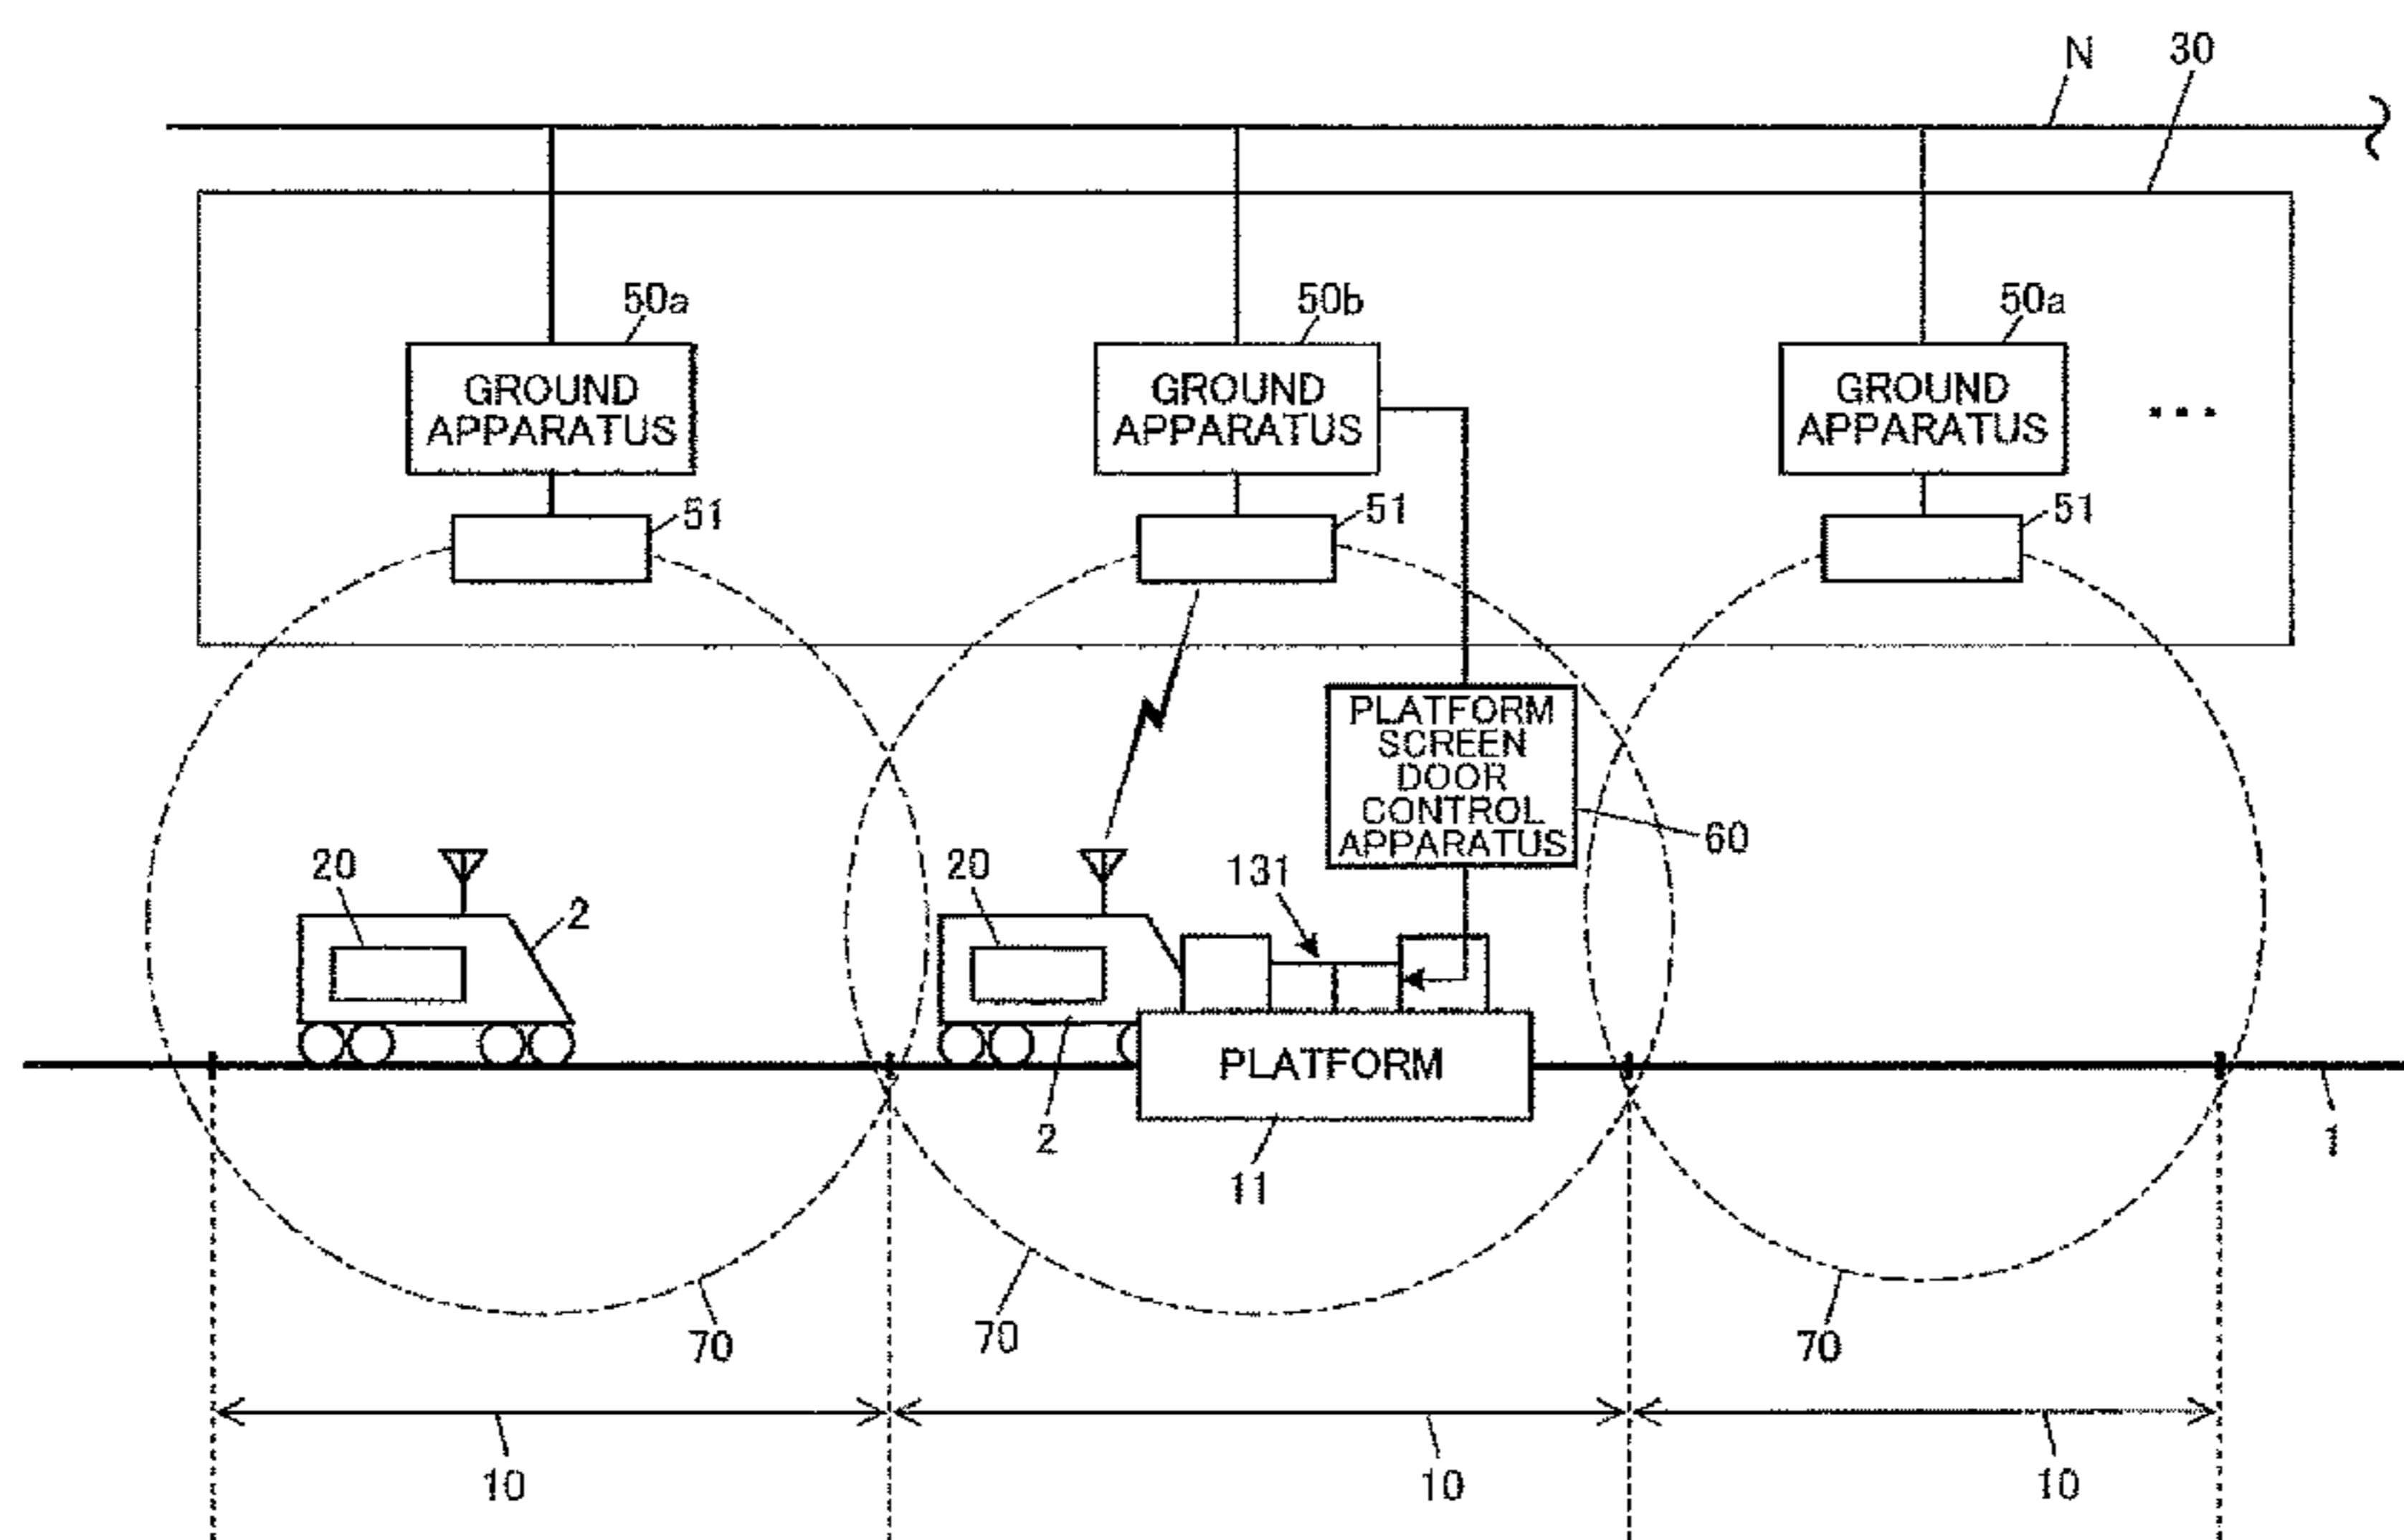 N
30
50a
50b
50a
GROUND
APPARATUS
GROUND
APPARATUS
GROUND
APPARATUS
...
51
51
51
PLATFORM
SCREEN
DOOR
CONTROL
APPARATUS
60
20
2
20
131
PLATFORM
2
11
1
70
70
70
10
10
10